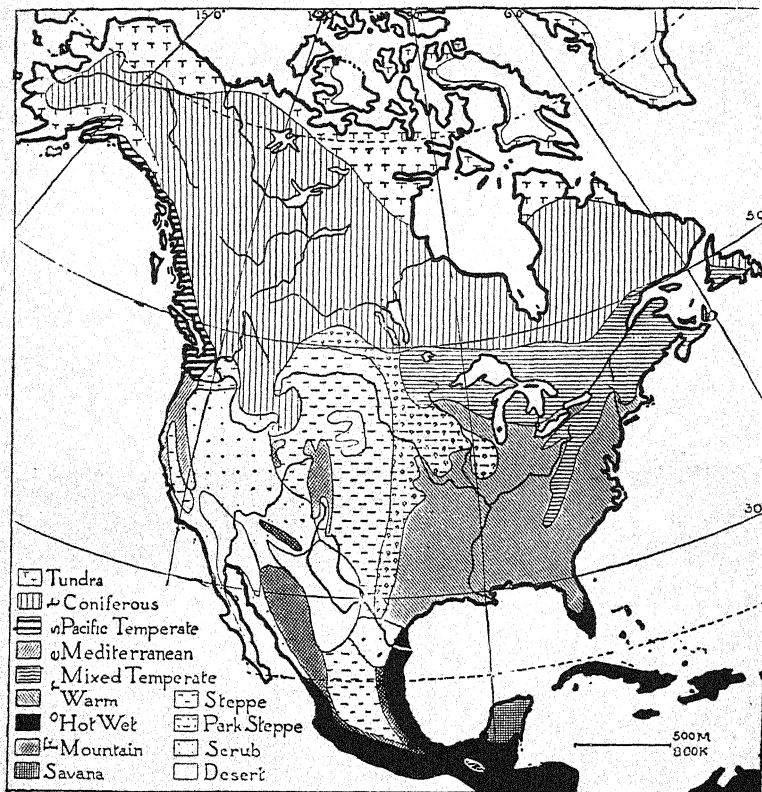 150°
60
50
30
Tundra
Coniferous
Pacific Temperate
Mediterranean
Mixed Temperate
Warm
Hot Wet
Mountain
Savana
Steppe
Park Steppe
Scrub
Desert
500M
800K